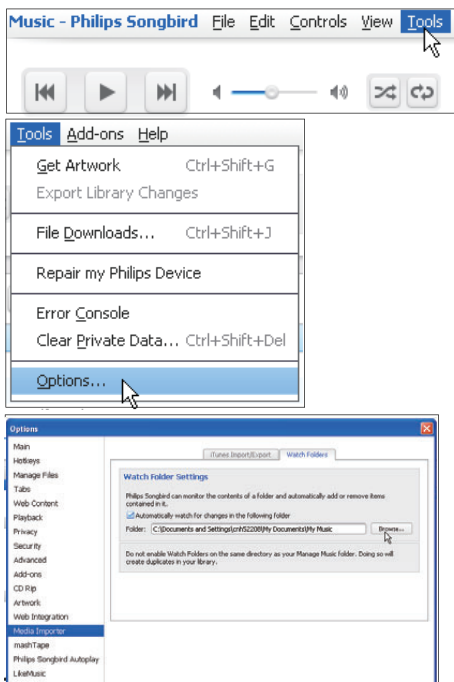 Music - Philips Songbird File Edit Controls View Tools
Tools Add-ons Help
Get Artwork Ctrl+Shift+G
Export Library Changes
File Downloads... Ctrl+Shift+J
Repair my Philips Device
Error Console
Clear Private Data... Ctrl+Shift+Del
Options...
Options
Main
Hotkeys
Manage Files
Tabs
Web Content
Playback
Privacy
Security
Advanced
Add-ons
CD Rip
Artwork
Web Integration
Media Importer
mashTape
Philips Songbird Autoplay
LikeMusic
iTunes Import/Export Watch Folders
Watch Folder Settings
Philips Songbird can monitor the contents of a folder and automatically add or remove items
contained in it.
Automatically watch for changes in the following folder
Folder: C:\Documents and Settings\cnh52208\My Documents\My Music Browse...
Do not enable Watch Folders on the same directory as your Manage Music folder. Doing so will
create duplicates in your library.